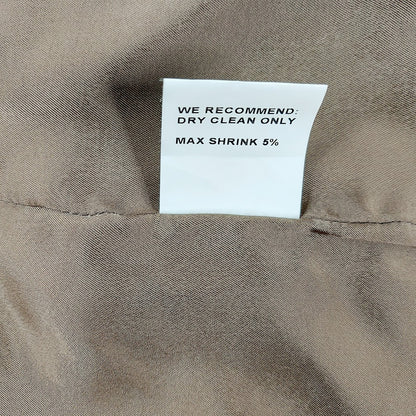 WE RECOMMEND:
DRY CLEAN ONLY
MAX SHRINK 5%